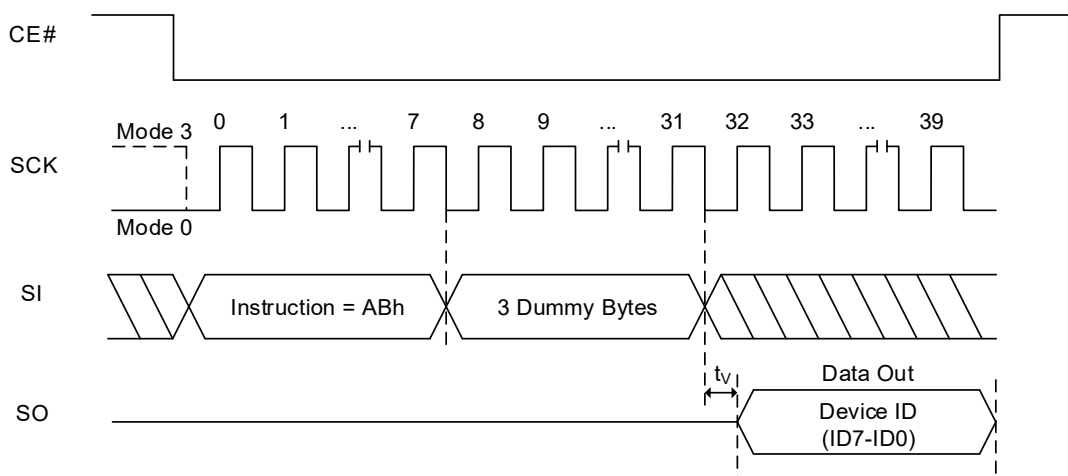 CE#
0 1 ... 7 8 9 ... 31 32 33 ... 39
Mode 3
SCK
Mode 0
SI
Instruction = ABh
3 Dummy Bytes
tV
Data Out
SO
Device ID
(ID7-ID0)